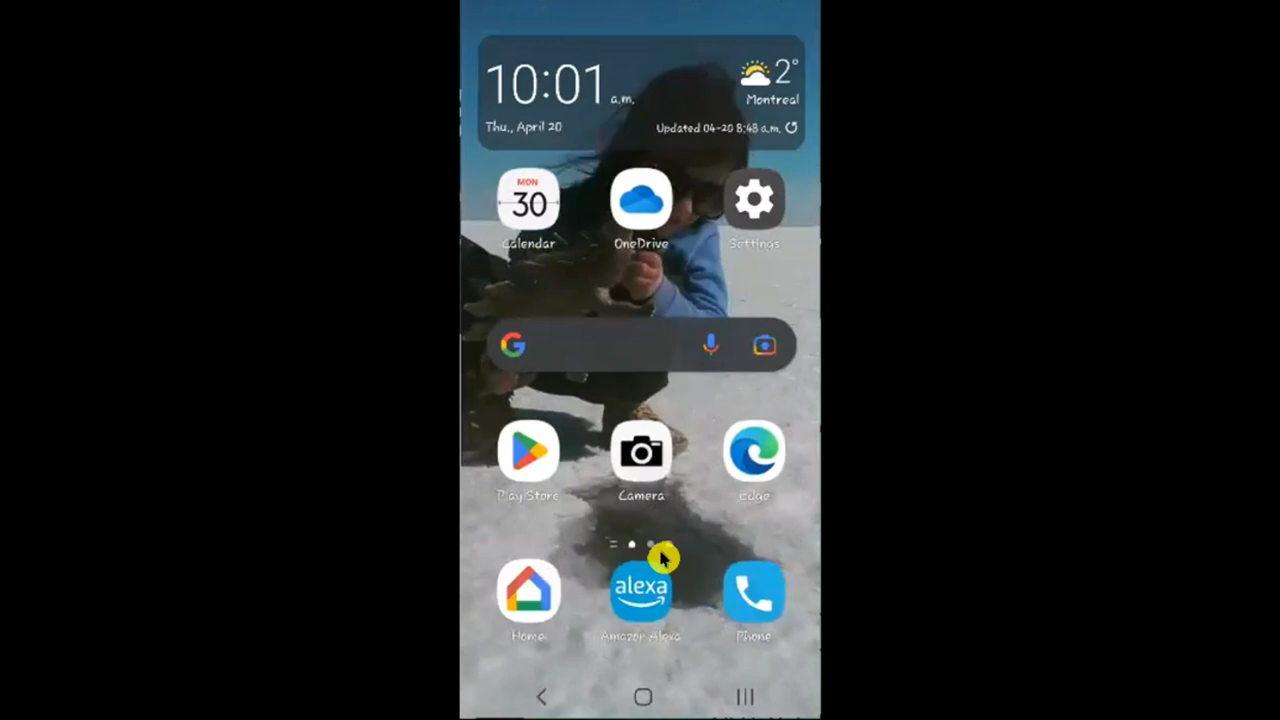 10:01 a.m.
2°
Montreal
Thu., April 20
Updated 04-20 8:48 a.m.
MON
30
Calendar
OneDrive
Settings
Play Store
Camera
Edge
alexa
Home
Amazon Alexa
Phone